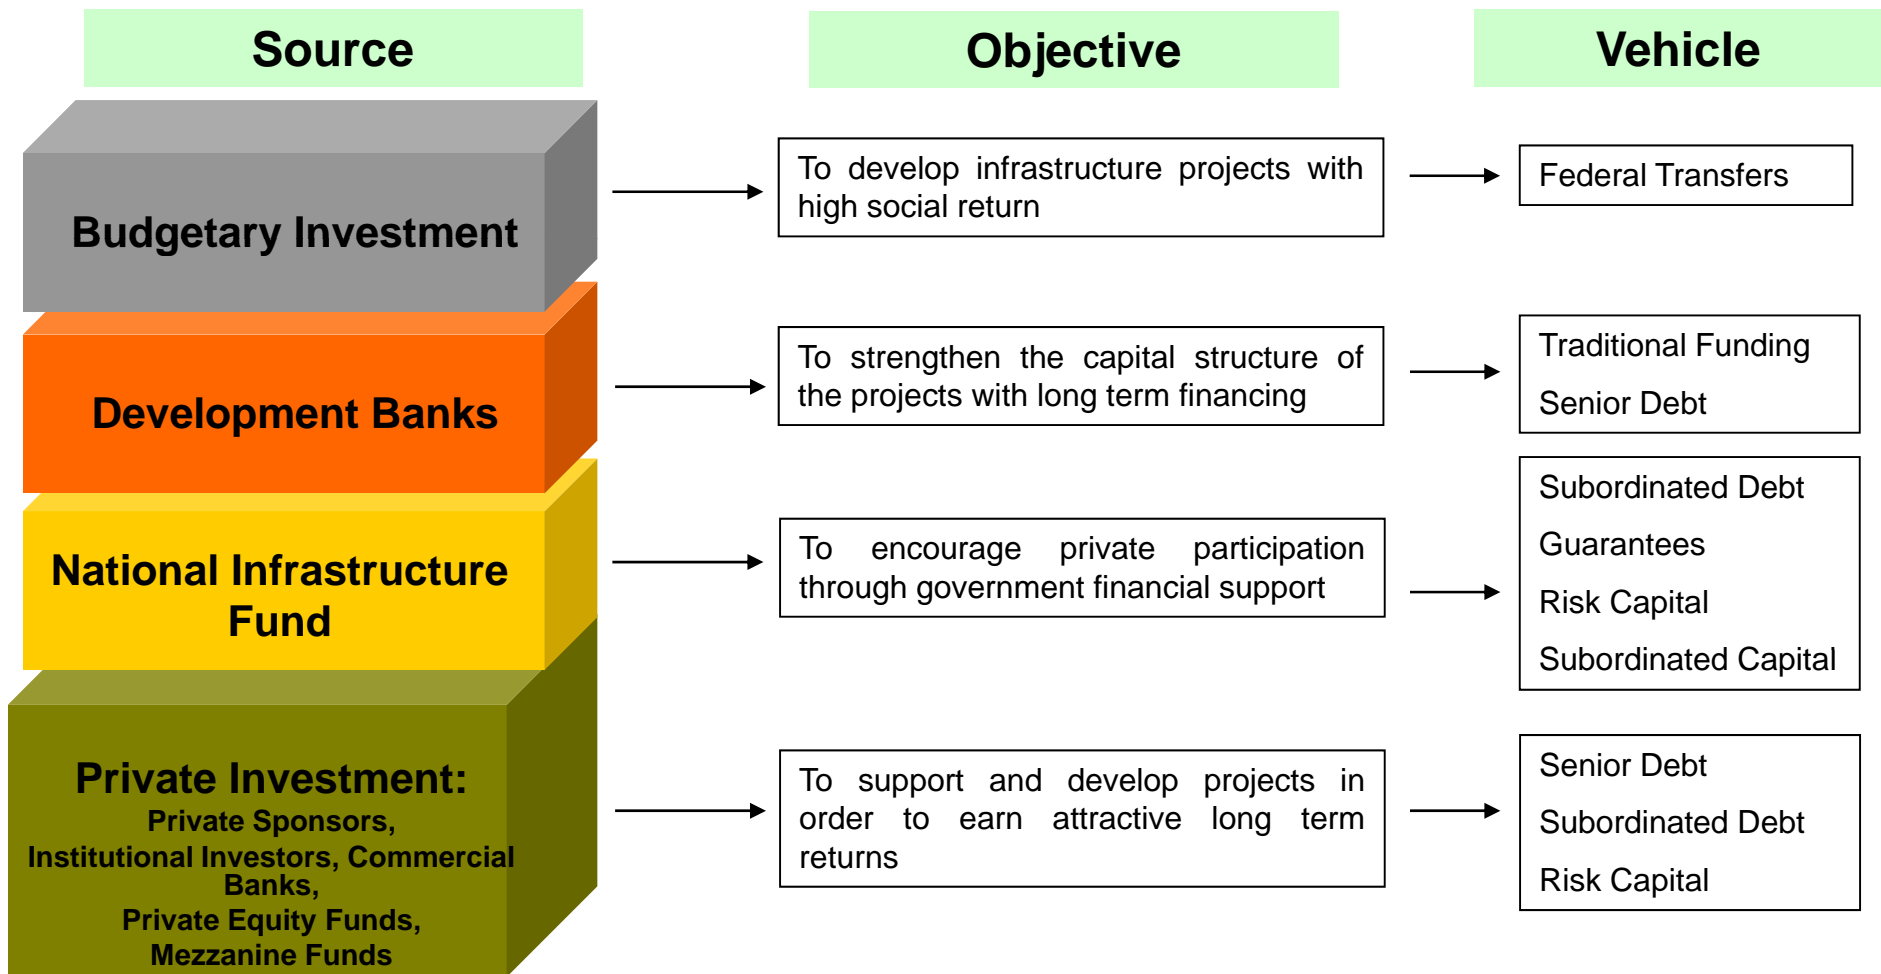 Source
Objective
Vehicle
Budgetary Investment
To develop infrastructure projects with
high social return
Federal Transfers
Development Banks
To strengthen the capital structure of
the projects with long term financing
Traditional Funding
Senior Debt
National Infrastructure
Fund
To encourage private participation
through government financial support
Subordinated Debt
Guarantees
Risk Capital
Subordinated Capital
Private Investment:
Private Sponsors,
Institutional Investors, Commercial
Banks,
Private Equity Funds,
Mezzanine Funds
To support and develop projects in
order to earn attractive long term
returns
Senior Debt
Subordinated Debt
Risk Capital